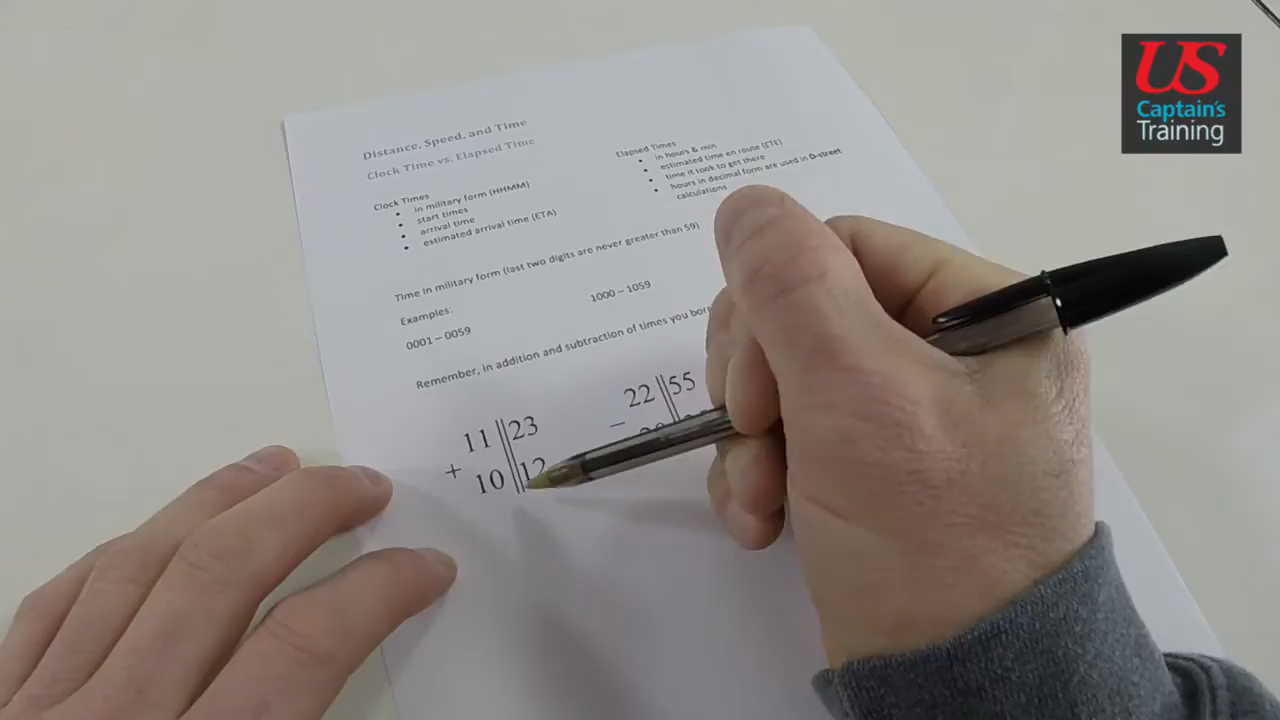 US
Captain's
Training
Distance, Speed, and Time
Clock Time vs. Elapsed Time
Clock Times
• in military form (HHMM)
• start times
• arrival time
• estimated arrival time (ETA)
Elapsed Times
• in hours & min
• estimated time en route (ETE)
• time it took to get there
• hours in decimal form are used in D-street
calculations
Time in military form (last two digits are never greater than 59)
Examples:
0001 – 0059
1000 – 1059
Remember, in addition and subtraction of times you
11 23
+ 10 12
22 55
–